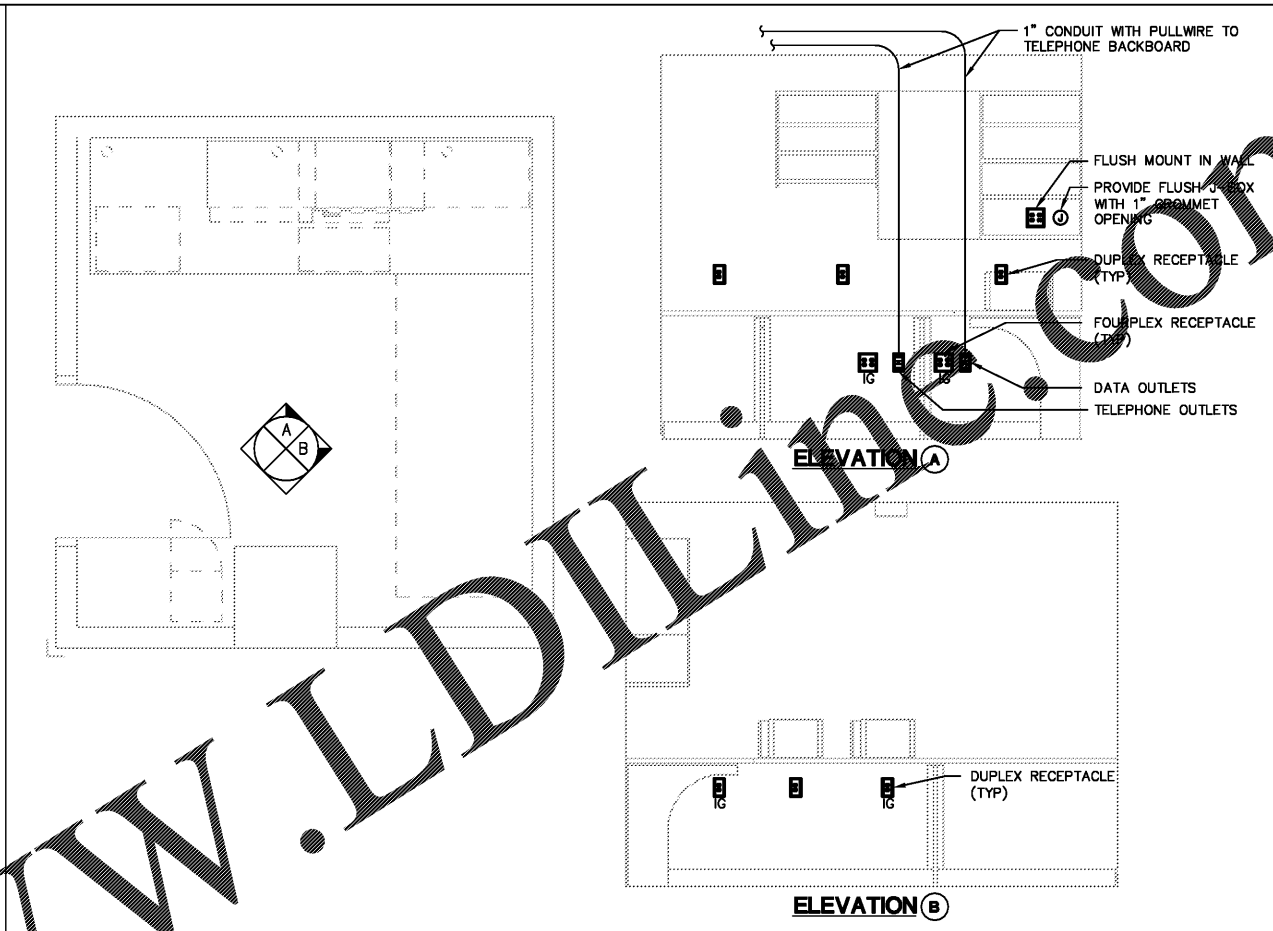 1" CONDUIT WITH PULLWIRE TO
TELEPHONE BACKBOARD
FLUSH MOUNT IN WALL
PROVIDE FLUSH J-BOX
WITH 1" GROMMET
OPENING
J
DUPLEX RECEPTACLE
(TYP)
FOURPLEX RECEPTACLE
(TYP)
IG
IG
DATA OUTLETS
TELEPHONE OUTLETS
ELEVATION A
A
B
DUPLEX RECEPTACLE
(TYP)
IG
IG
ELEVATION B
W.LDILinc.com